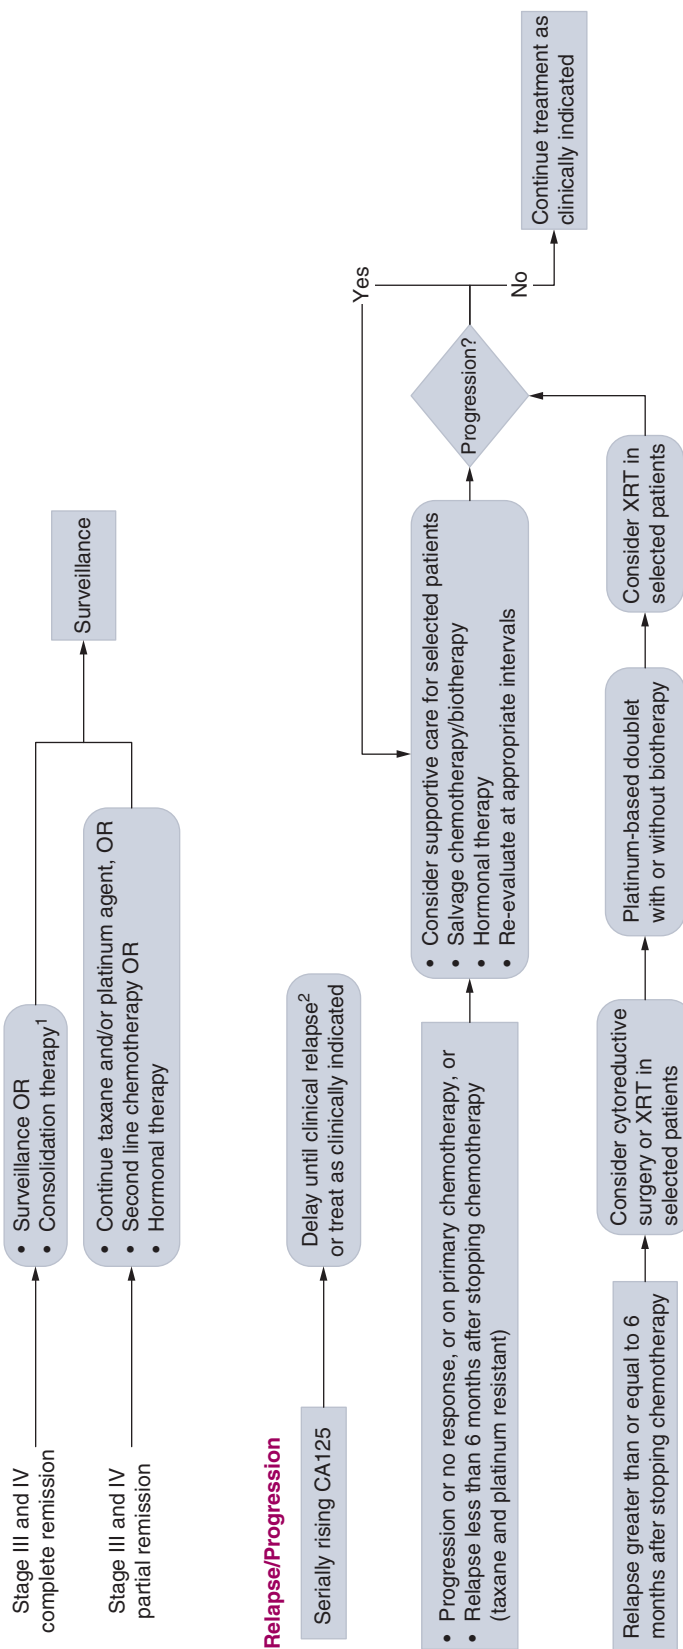 Stage III and IV
complete remission
• Surveillance OR
• Consolidation therapy1
Stage III and IV
partial remission
• Continue taxane and/or platinum agent, OR
• Second line chemotherapy OR
• Hormonal therapy
Surveillance
Relapse/Progression
Serially rising CA125
Delay until clinical relapse2
or treat as clinically indicated
• Progression or no response, or on primary chemotherapy, or
• Relapse less than 6 months after stopping chemotherapy
(taxane and platinum resistant)
• Consider supportive care for selected patients
• Salvage chemotherapy/biotherapy
• Hormonal therapy
• Re-evaluate at appropriate intervals
Progression?
Yes
No
Continue treatment as
clinically indicated
Relapse greater than or equal to 6
months after stopping chemotherapy
Consider cytoreductive
surgery or XRT in
selected patients
Platinum-based doublet
with or without biotherapy
Consider XRT in
selected patients